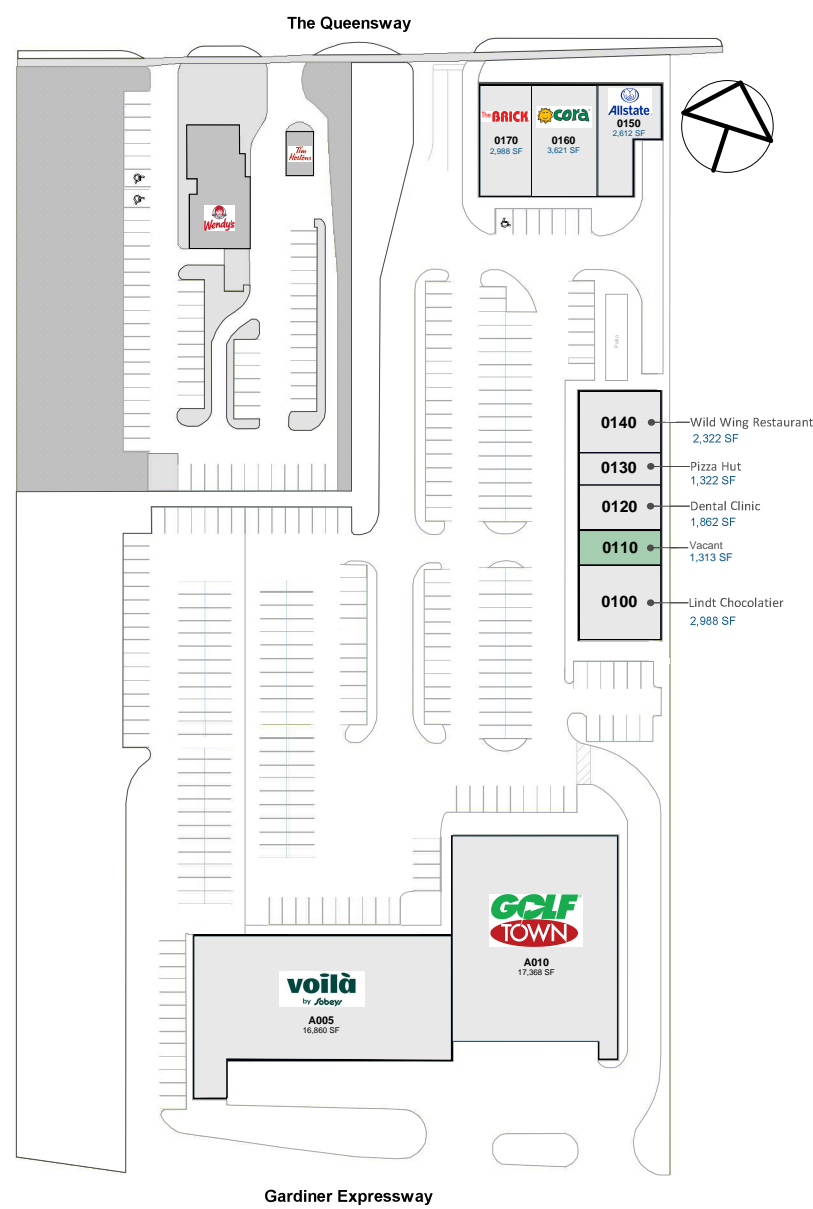 The Queensway
The BRICK
0170
2,988 SF
cora
0160
3,621 SF
Allstate
0150
2,612 SF
Tim
Hortons
Wendy's
Patio
0140
Wild Wing Restaurant
2,322 SF
0130
Pizza Hut
1,322 SF
0120
Dental Clinic
1,862 SF
0110
Vacant
1,313 SF
0100
Lindt Chocolatier
2,988 SF
GOLF
TOWN
A010
17,368 SF
voilà
by Sobeys
A005
16,860 SF
Gardiner Expressway